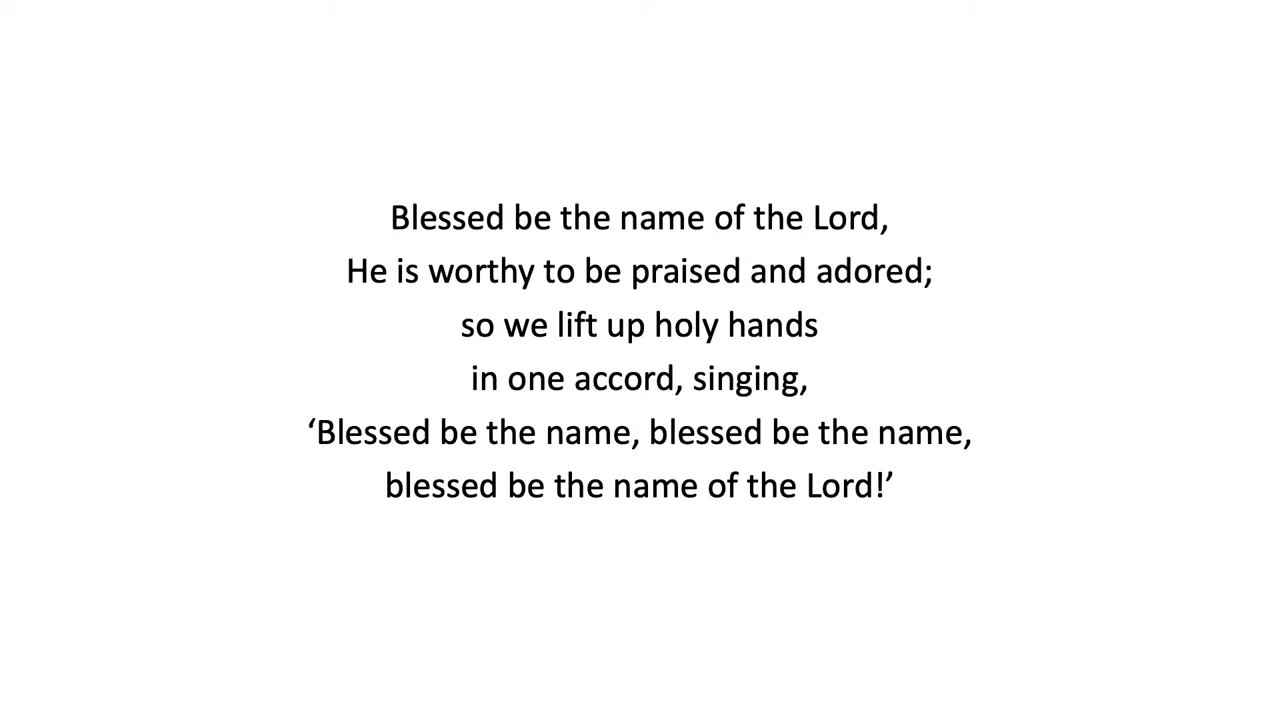 Blessed be the name of the Lord,
He is worthy to be praised and adored;
so we lift up holy hands
in one accord, singing,
‘Blessed be the name, blessed be the name,
blessed be the name of the Lord!’